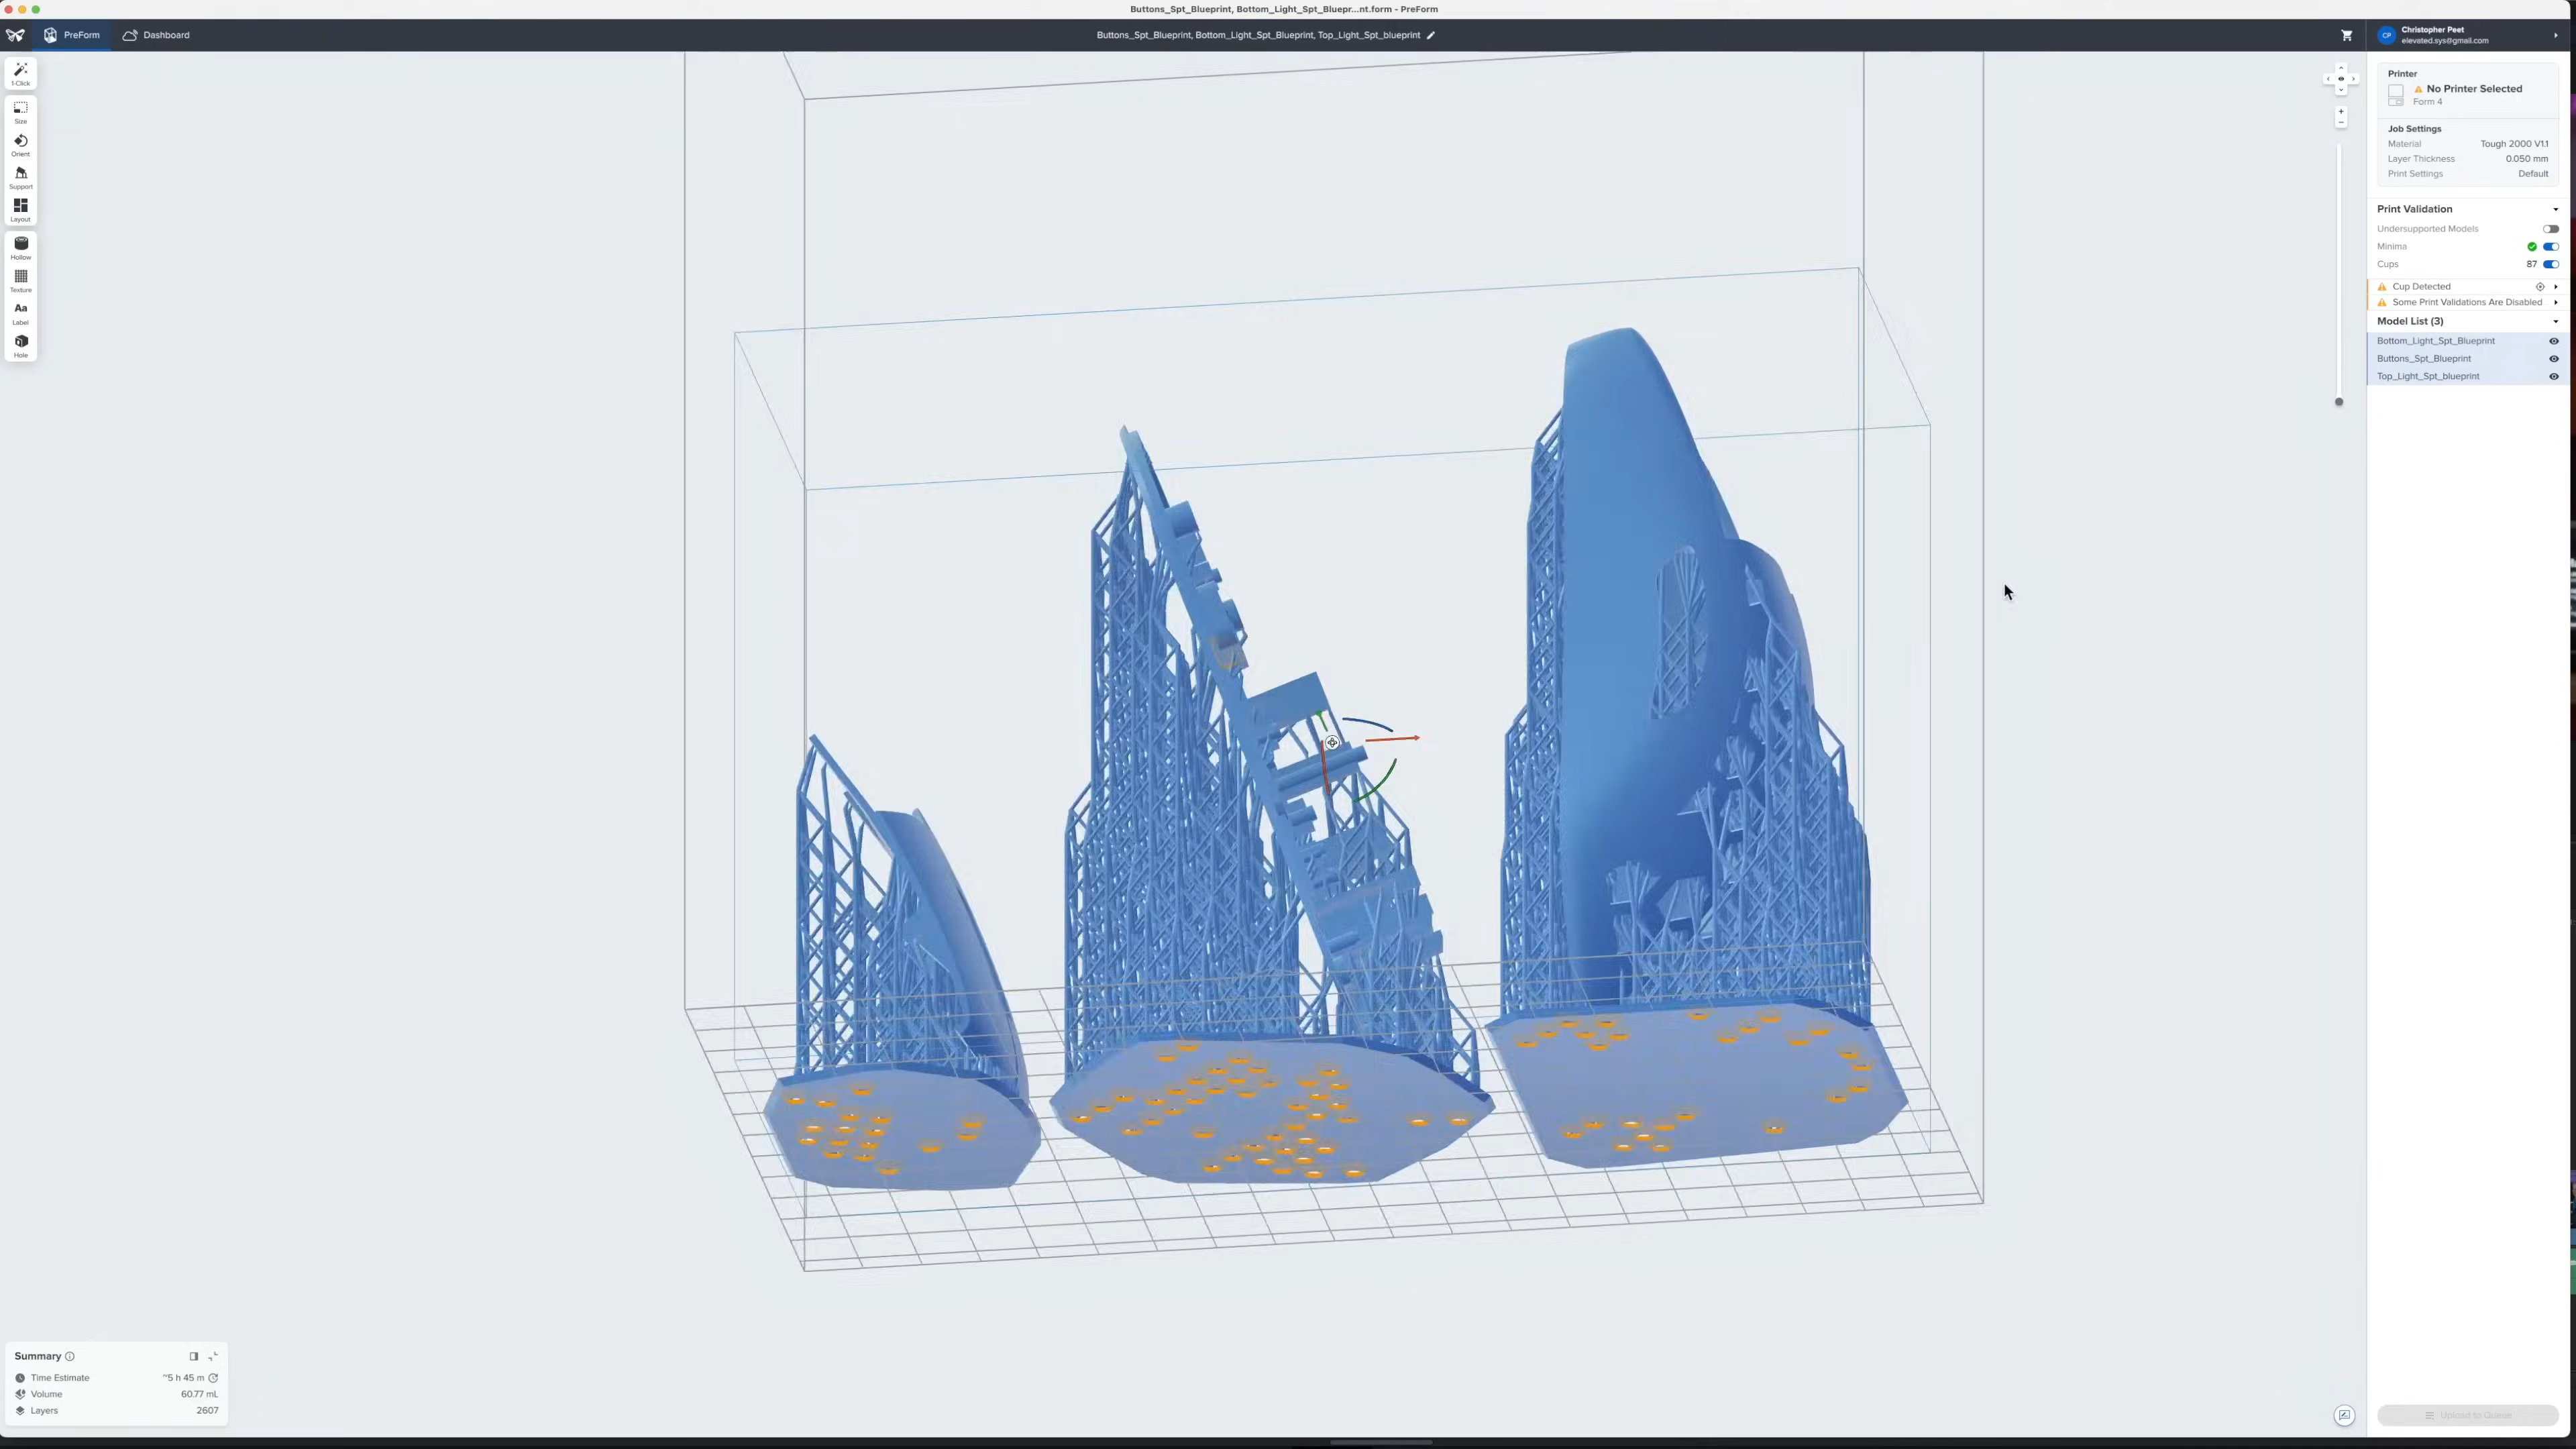 Buttons_Spt_Blueprint, Bottom_Light_Spt_Bluepr...nt.form - PreForm
PreForm
Dashboard
Buttons_Spt_Blueprint, Bottom_Light_Spt_Blueprint, Top_Light_Spt_blueprint
CP
Christopher Peet
elevated.sys@gmail.com
1-Click
Size
Orient
Support
Layout
Hollow
Texture
Aa
Label
Hole
Printer
No Printer Selected
Form 4
Job Settings
Material Tough 2000 V1.1
Layer Thickness 0.050 mm
Print Settings Default
Print Validation
Undersupported Models
Minima
Cups 87
Cup Detected
Some Print Validations Are Disabled
Model List (3)
Bottom_Light_Spt_Blueprint
Buttons_Spt_Blueprint
Top_Light_Spt_blueprint
Summary
Time Estimate ~5 h 45 m
Volume 60.77 mL
Layers 2607
Upload to Queue